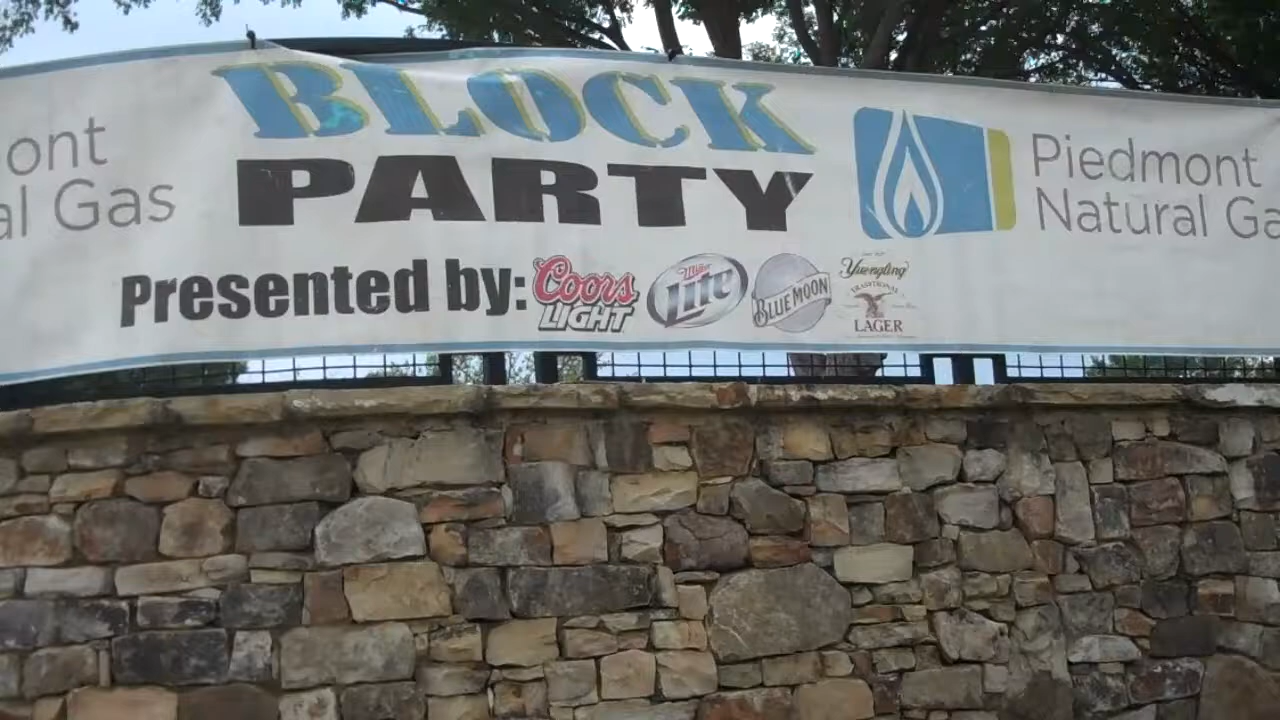 BLOCK
PARTY
ont
al Gas
Piedmont
Natural Ga
Presented by:
Coors
LIGHT
Miller
Lite
BLUE MOON
Yuengling
TRADITIONAL
LAGER